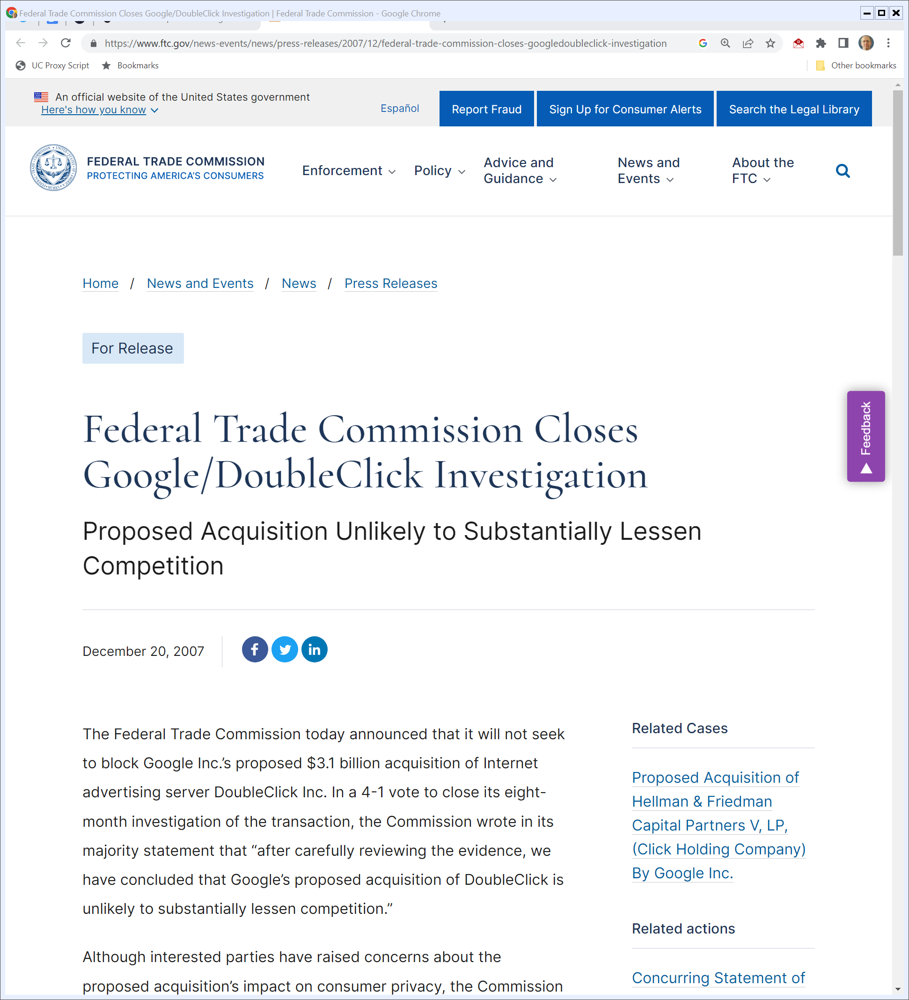 Federal Trade Commission Closes Google/DoubleClick Investigation | Federal Trade Commission - Google Chrome
https://www.ftc.gov/news-events/news/press-releases/2007/12/federal-trade-commission-closes-googledoubleclick-investigation
UC Proxy Script Bookmarks Other bookmarks
An official website of the United States government
Here's how you know
Español Report Fraud Sign Up for Consumer Alerts Search the Legal Library
FEDERAL TRADE COMMISSION
PROTECTING AMERICA'S CONSUMERS
Enforcement Policy
Advice and
Guidance
News and
Events
About the
FTC
Home / News and Events / News / Press Releases
For Release
Feedback
Federal Trade Commission Closes
Google/DoubleClick Investigation
Proposed Acquisition Unlikely to Substantially Lessen
Competition
December 20, 2007
The Federal Trade Commission today announced that it will not seek
to block Google Inc.’s proposed $3.1 billion acquisition of Internet
advertising server DoubleClick Inc. In a 4-1 vote to close its eight-
month investigation of the transaction, the Commission wrote in its
majority statement that “after carefully reviewing the evidence, we
have concluded that Google’s proposed acquisition of DoubleClick is
unlikely to substantially lessen competition.”
Although interested parties have raised concerns about the
proposed acquisition’s impact on consumer privacy, the Commission
Related Cases
Proposed Acquisition of
Hellman & Friedman
Capital Partners V, LP,
(Click Holding Company)
By Google Inc.
Related actions
Concurring Statement of